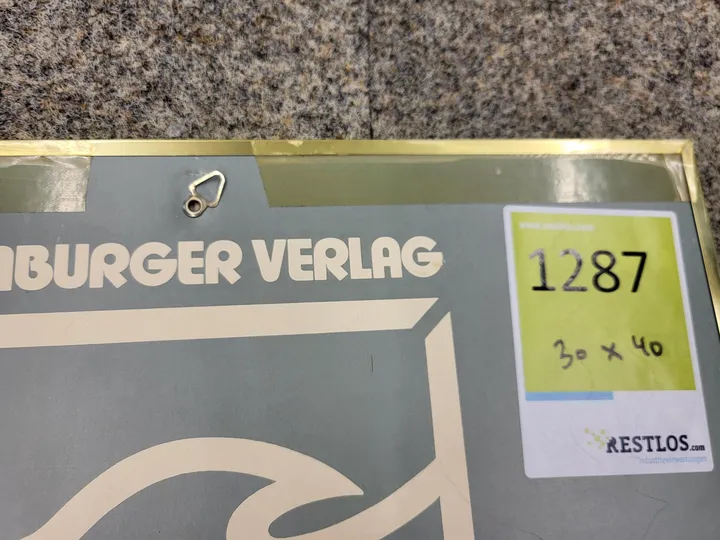 BURGER VERLAG
1287
30 x 40
RESTLOS.com